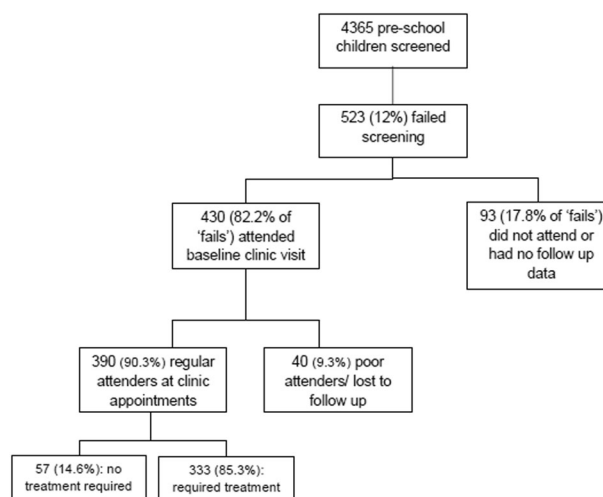 4365 pre-school
children screened
523 (12%) failed
screening
430 (82.2% of
'fails') attended
baseline clinic visit
93 (17.8% of 'fails')
did not attend or
had no follow up
data
390 (90.3%) regular
attenders at clinic
appointments
40 (9.3%) poor
attenders/ lost to
follow up
57 (14.6%): no
treatment required
333 (85.3%):
required treatment